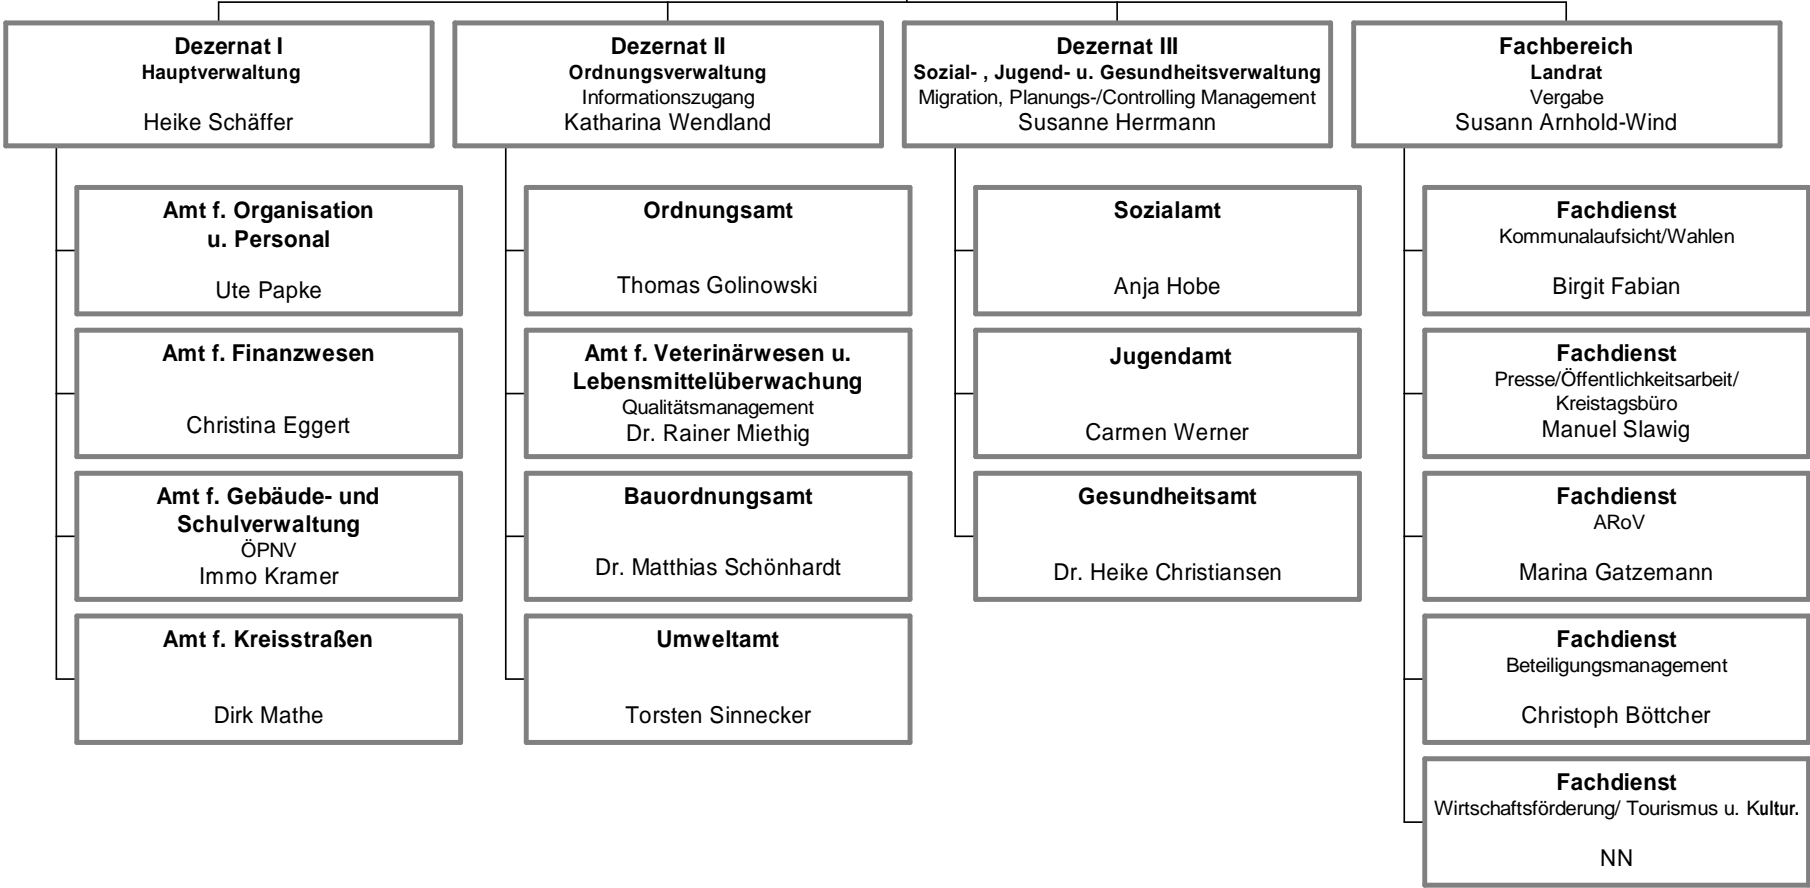 Dezernat I
Hauptverwaltung
Heike Schäffer
Amt f. Organisation
u. Personal
Ute Papke
Amt f. Finanzwesen
Christina Eggert
Amt f. Gebäude- und
Schulverwaltung
ÖPNV
Immo Kramer
Amt f. Kreisstraßen
Dirk Mathe
Dezernat II
Ordnungsverwaltung
Informationszugang
Katharina Wendland
Ordnungsamt
Thomas Golinowski
Amt f. Veterinärwesen u.
Lebensmittelüberwachung
Qualitätsmanagement
Dr. Rainer Miethig
Bauordnungsamt
Dr. Matthias Schönhardt
Umweltamt
Torsten Sinnecker
Dezernat III
Sozial- , Jugend- u. Gesundheitsverwaltung
Migration, Planungs-/Controlling Management
Susanne Herrmann
Sozialamt
Anja Hobe
Jugendamt
Carmen Werner
Gesundheitsamt
Dr. Heike Christiansen
Fachbereich
Landrat
Vergabe
Susann Arnhold-Wind
Fachdienst
Kommunalaufsicht/Wahlen
Birgit Fabian
Fachdienst
Presse/Öffentlichkeitsarbeit/
Kreistagsbüro
Manuel Slawig
Fachdienst
ARoV
Marina Gatzemann
Fachdienst
Beteiligungsmanagement
Christoph Böttcher
Fachdienst
Wirtschaftsförderung/ Tourismus u. Kultur.
NN